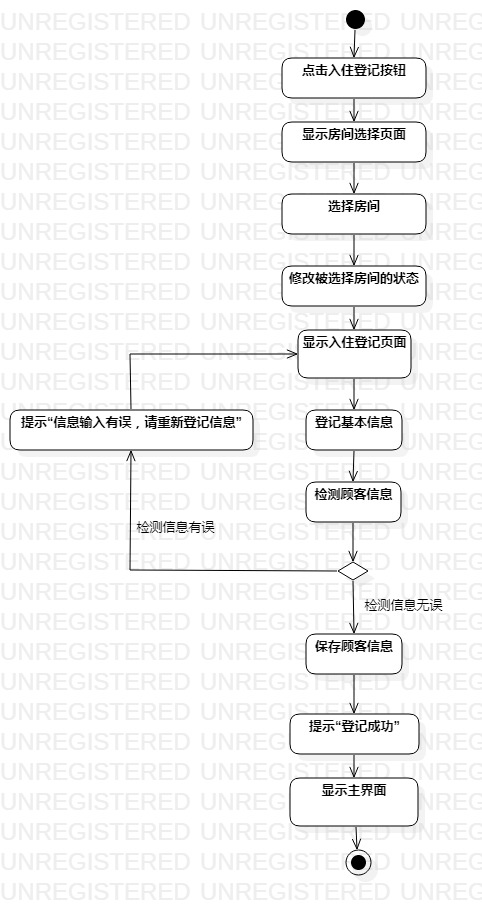 点击入住登记按钮
显示房间选择页面
选择房间
修改被选择房间的状态
显示入住登记页面
提示“信息输入有误，请重新登记信息”
登记基本信息
检测顾客信息
检测信息有误
检测信息无误
保存顾客信息
提示“登记成功”
显示主界面
UNREGISTERED